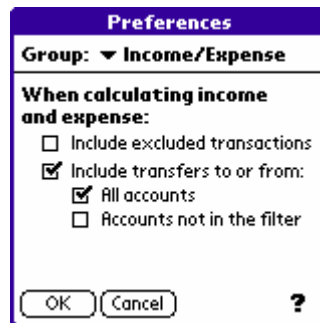 Preferences
Group: Income/Expense
When calculating income
and expense:
Include excluded transactions
Include transfers to or from:
All accounts
Accounts not in the filter
OK Cancel ?